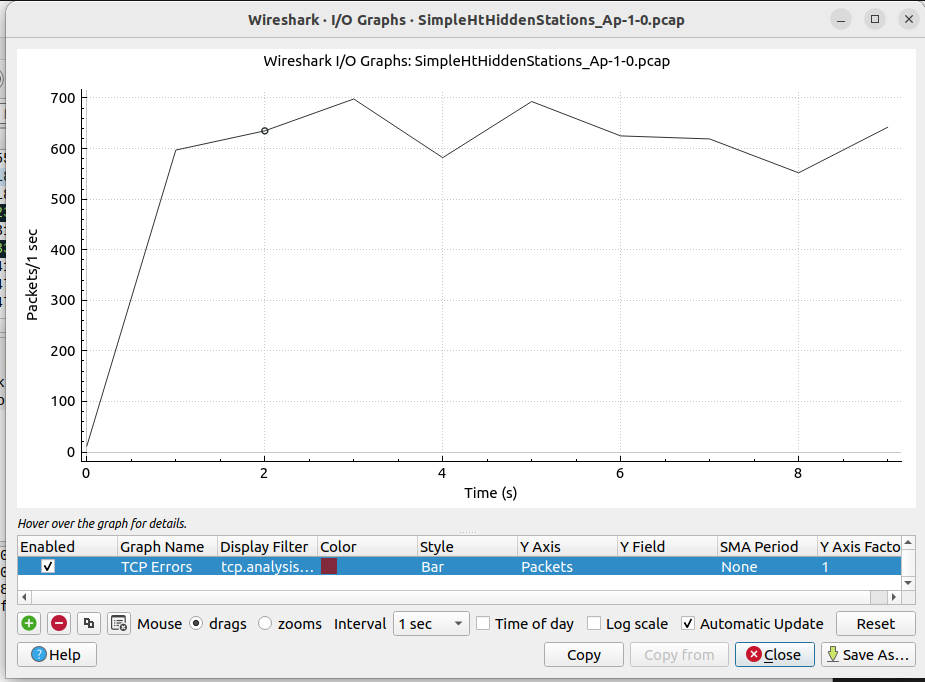 Wireshark · I/O Graphs · SimpleHtHiddenStations_Ap-1-0.pcap
Wireshark I/O Graphs: SimpleHtHiddenStations_Ap-1-0.pcap
700
600
500
400
300
200
100
0
Packets/1 sec
0 2 4 6 8
Time (s)
Hover over the graph for details.
Enabled Graph Name Display Filter Color Style Y Axis Y Field SMA Period Y Axis Facto
TCP Errors tcp.analysis... Bar Packets None 1
Mouse drags zooms Interval 1 sec Time of day Log scale Automatic Update Reset
Help Copy Copy from Close Save As...